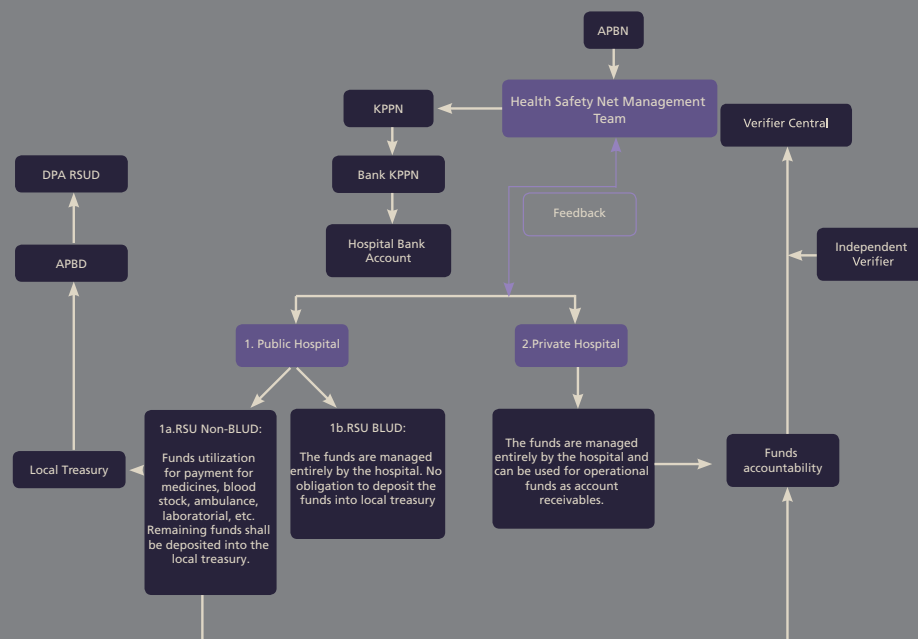 APBN
Health Safety Net Management
Team
KPPN
Verifier Central
DPA RSUD
Bank KPPN
Feedback
Hospital Bank
Account
Independent
Verifier
APBD
1. Public Hospital
2.Private Hospital
1a.RSU Non-BLUD:
Funds utilization
for payment for
medicines, blood
stock, ambulance,
laboratorial, etc.
Remaining funds shall
be deposited into the
local treasury.
1b.RSU BLUD:
The funds are managed
entirely by the hospital. No
obligation to deposit the
funds into local treasury
The funds are managed
entirely by the hospital and
can be used for operational
funds as account
receivables.
Local Treasury
Funds
accountability